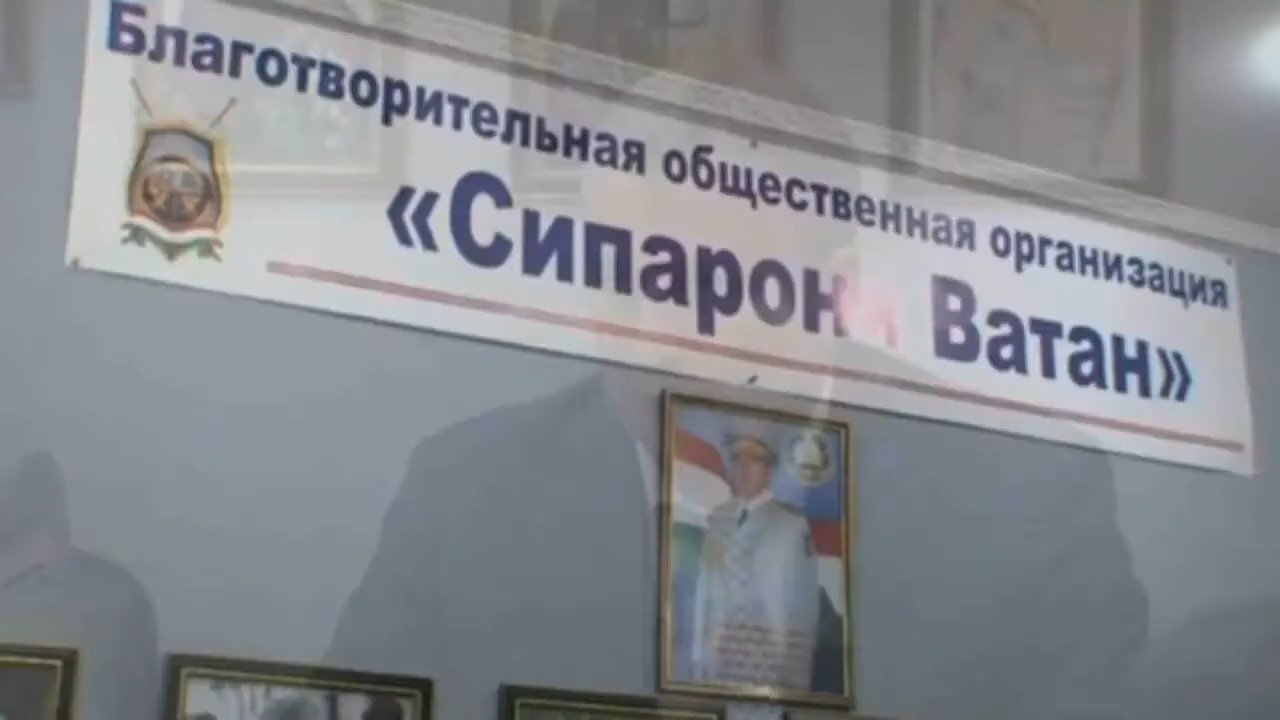 Благотворительная общественная организация
«Сипарони Ватан»